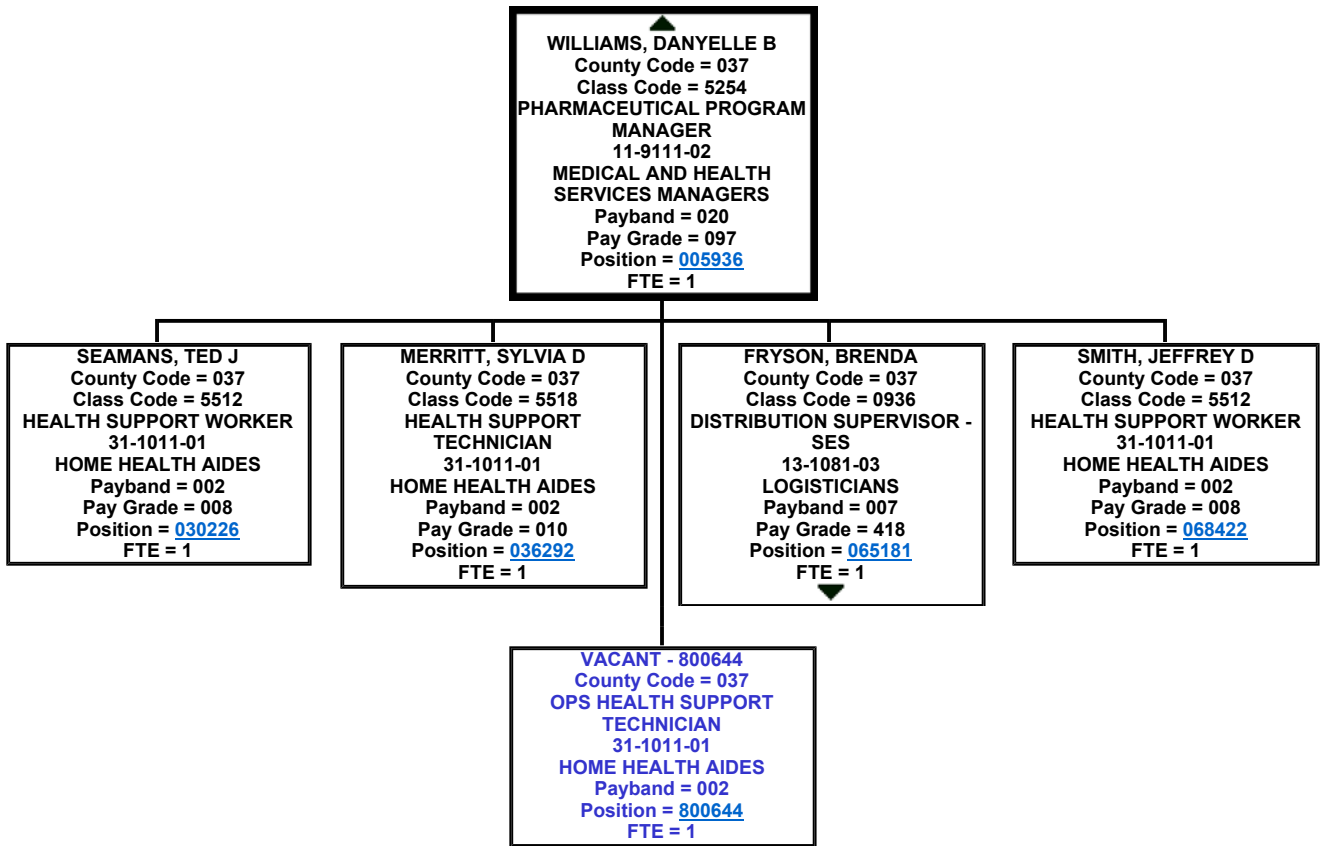 WILLIAMS, DANYELLE B
County Code = 037
Class Code = 5254
PHARMACEUTICAL PROGRAM
MANAGER
11-9111-02
MEDICAL AND HEALTH
SERVICES MANAGERS
Payband = 020
Pay Grade = 097
Position = 005936
FTE = 1
SEAMANS, TED J
County Code = 037
Class Code = 5512
HEALTH SUPPORT WORKER
31-1011-01
HOME HEALTH AIDES
Payband = 002
Pay Grade = 008
Position = 030226
FTE = 1
MERRITT, SYLVIA D
County Code = 037
Class Code = 5518
HEALTH SUPPORT
TECHNICIAN
31-1011-01
HOME HEALTH AIDES
Payband = 002
Pay Grade = 010
Position = 036292
FTE = 1
FRYSON, BRENDA
County Code = 037
Class Code = 0936
DISTRIBUTION SUPERVISOR -
SES
13-1081-03
LOGISTICIANS
Payband = 007
Pay Grade = 418
Position = 065181
FTE = 1
SMITH, JEFFREY D
County Code = 037
Class Code = 5512
HEALTH SUPPORT WORKER
31-1011-01
HOME HEALTH AIDES
Payband = 002
Pay Grade = 008
Position = 068422
FTE = 1
VACANT - 800644
County Code = 037
OPS HEALTH SUPPORT
TECHNICIAN
31-1011-01
HOME HEALTH AIDES
Payband = 002
Position = 800644
FTE = 1